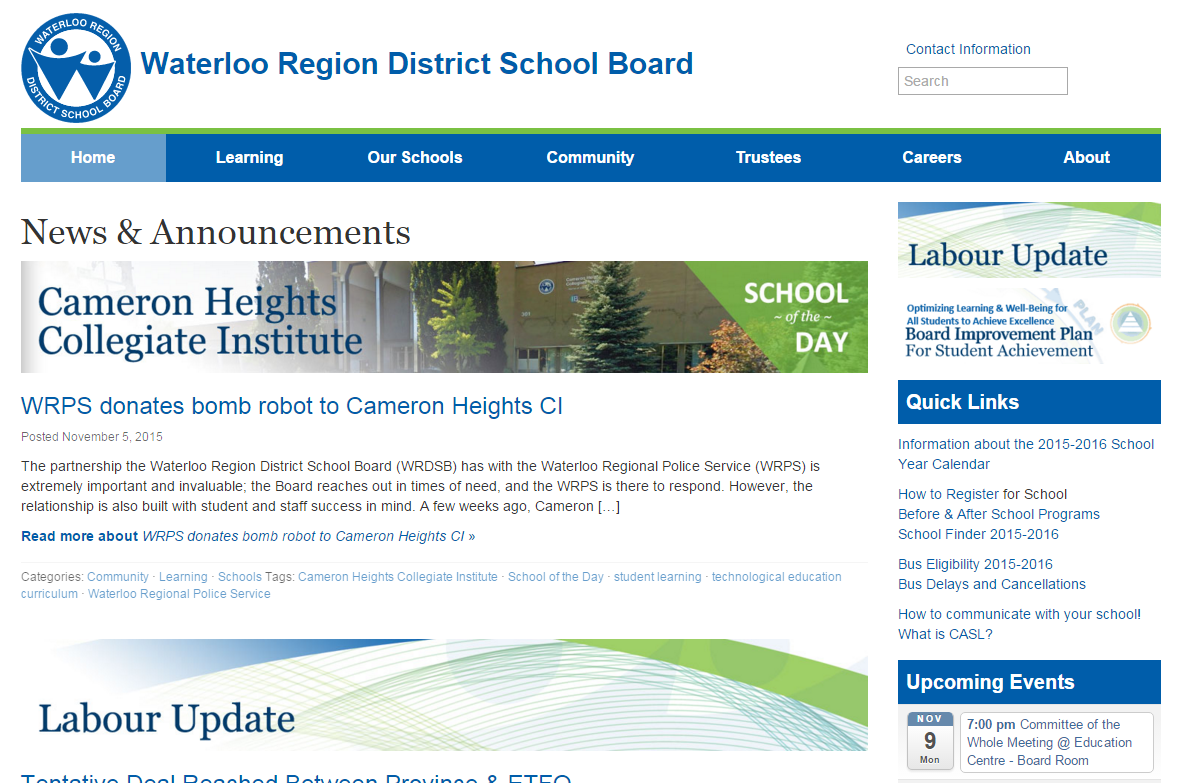 WATERLOO REGION
DISTRICT SCHOOL BOARD
Waterloo Region District School Board
Contact Information
Search
Home
Learning
Our Schools
Community
Trustees
Careers
About
News & Announcements
Cameron Heights
Collegiate Institute
SCHOOL
~ of the ~
DAY
WRPS donates bomb robot to Cameron Heights CI
Posted November 5, 2015
The partnership the Waterloo Region District School Board (WRDSB) has with the Waterloo Regional Police Service (WRPS) is
extremely important and invaluable; the Board reaches out in times of need, and the WRPS is there to respond. However, the
relationship is also built with student and staff success in mind. A few weeks ago, Cameron […]
Read more about WRPS donates bomb robot to Cameron Heights CI »
Categories: Community · Learning · Schools Tags: Cameron Heights Collegiate Institute · School of the Day · student learning · technological education
curriculum · Waterloo Regional Police Service
Labour Update
Tentative Deal Reached Between Province & ETFO
Labour Update
Optimizing Learning & Well-Being for
All Students to Achieve Excellence
Board Improvement Plan
For Student Achievement
PLAN
Quick Links
Information about the 2015-2016 School
Year Calendar
How to Register for School
Before & After School Programs
School Finder 2015-2016
Bus Eligibility 2015-2016
Bus Delays and Cancellations
How to communicate with your school!
What is CASL?
Upcoming Events
NOV
9
Mon
7:00 pm Committee of the
Whole Meeting @ Education
Centre - Board Room